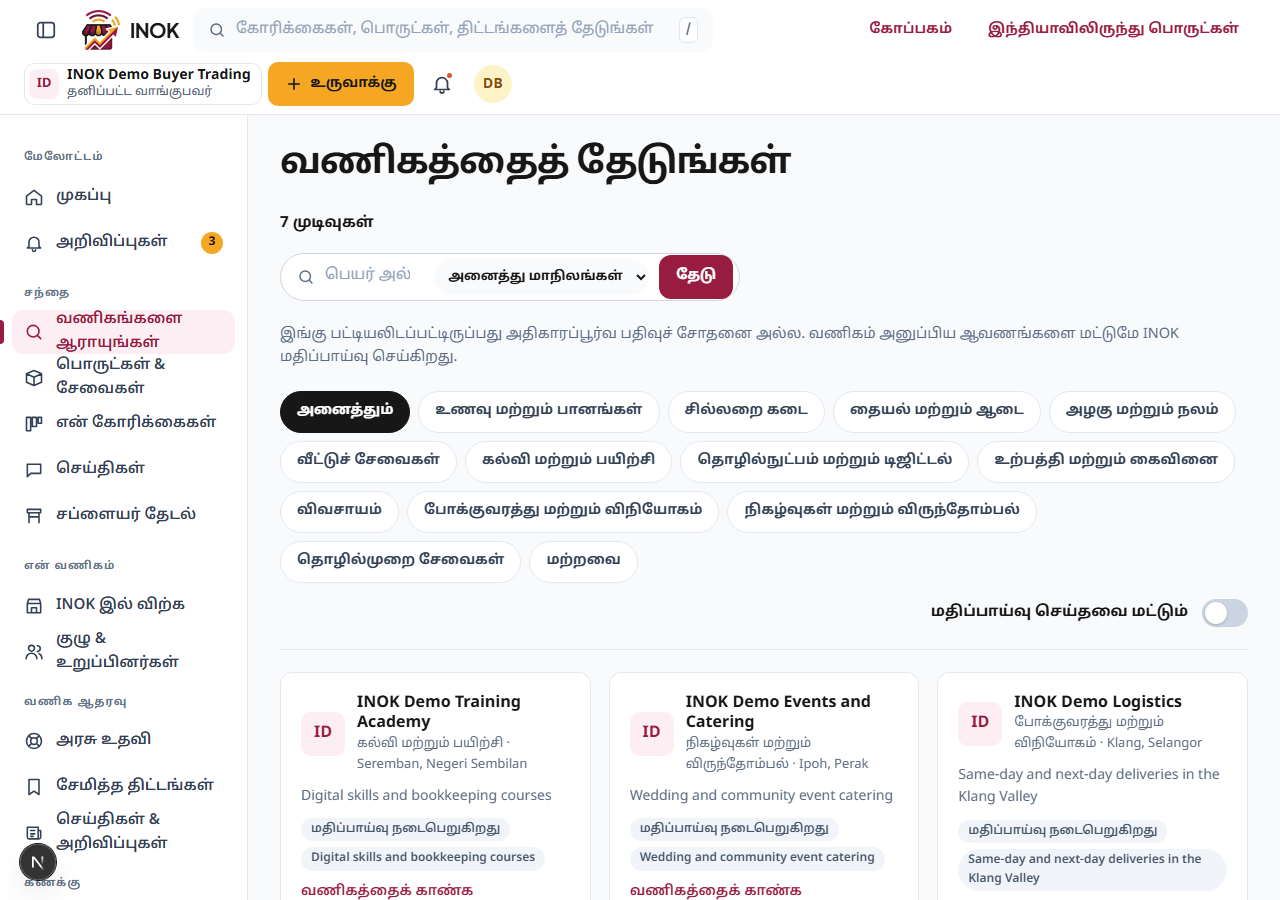 INOK
கோரிக்கைகள், பொருட்கள், திட்டங்களைத் தேடுங்கள்
/
கோப்பகம்
இந்தியாவிலிருந்து பொருட்கள்
ID
INOK Demo Buyer Trading
தனிப்பட்ட வாங்குபவர்
+ உருவாக்கு
DB
மேலோட்டம்
முகப்பு
அறிவிப்புகள்
3
சந்தை
வணிகங்களை
ஆராயுங்கள்
பொருட்கள் &
சேவைகள்
என் கோரிக்கைகள்
செய்திகள்
சப்ளையர் தேடல்
என் வணிகம்
INOK இல் விற்க
குழு &
உறுப்பினர்கள்
வணிக ஆதரவு
அரசு உதவி
சேமித்த திட்டங்கள்
செய்திகள் &
அறிவிப்புகள்
N
கணக்கு
வணிகத்தைத் தேடுங்கள்
7 முடிவுகள்
பெயர் அல்
அனைத்து மாநிலங்கள்
தேடு
இங்கு பட்டியலிடப்பட்டிருப்பது அதிகாரப்பூர்வ பதிவுச் சோதனை அல்ல. வணிகம் அனுப்பிய ஆவணங்களை மட்டுமே INOK
மதிப்பாய்வு செய்கிறது.
அனைத்தும்
உணவு மற்றும் பானங்கள்
சில்லறை கடை
தையல் மற்றும் ஆடை
அழகு மற்றும் நலம்
வீட்டுச் சேவைகள்
கல்வி மற்றும் பயிற்சி
தொழில்நுட்பம் மற்றும் டிஜிட்டல்
உற்பத்தி மற்றும் கைவினை
விவசாயம்
போக்குவரத்து மற்றும் விநியோகம்
நிகழ்வுகள் மற்றும் விருந்தோம்பல்
தொழில்முறை சேவைகள்
மற்றவை
மதிப்பாய்வு செய்தவை மட்டும்
ID
INOK Demo Training
Academy
கல்வி மற்றும் பயிற்சி ·
Seremban, Negeri Sembilan
Digital skills and bookkeeping courses
மதிப்பாய்வு நடைபெறுகிறது
Digital skills and bookkeeping courses
வணிகத்தைக் காண்க
ID
INOK Demo Events and
Catering
நிகழ்வுகள் மற்றும்
விருந்தோம்பல் · Ipoh, Perak
Wedding and community event catering
மதிப்பாய்வு நடைபெறுகிறது
Wedding and community event catering
வணிகத்தைக் காண்க
ID
INOK Demo Logistics
போக்குவரத்து மற்றும்
விநியோகம் · Klang, Selangor
Same-day and next-day deliveries in the
Klang Valley
மதிப்பாய்வு நடைபெறுகிறது
Same-day and next-day deliveries in the
Klang Valley